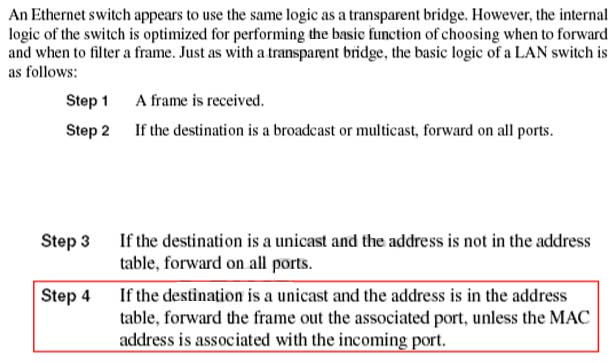 An Ethernet switch appears to use the same logic as a transparent bridge. However, the internal
logic of the switch is optimized for performing the basic function of choosing when to forward
and when to filter a frame. Just as with a transparent bridge, the basic logic of a LAN switch is
as follows:
Step 1 A frame is received.
Step 2 If the destination is a broadcast or multicast, forward on all ports.
Step 3 If the destination is a unicast and the address is not in the address
table, forward on all ports.
Step 4 If the destination is a unicast and the address is in the address
table, forward the frame out the associated port, unless the MAC
address is associated with the incoming port.